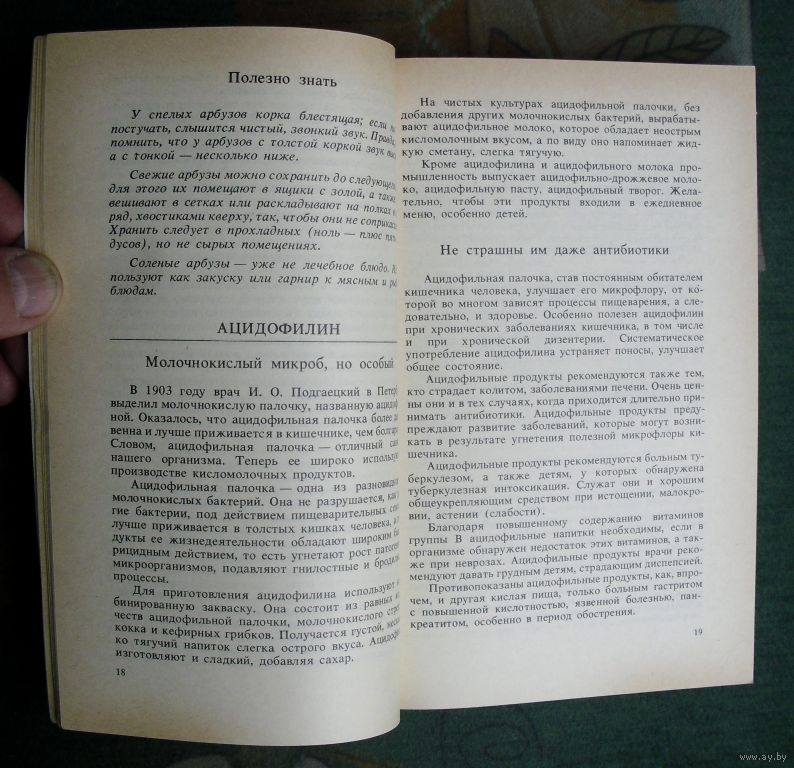 Полезно знать
У спелых арбузов корка блестящая; если
постучать, слышится чистый, звонкий звук.
помнить, что у арбузов с толстой коркой звук
а с тонкой — несколько ниже.
Свежие арбузы можно сохранить до
для этого их помещают в ящики с золой, а
вешивают в сетках или раскладывают на полках
ряд, хвостиками кверху, так, чтобы они не
Хранить следует в прохладных (ноль — плюс
дусов), но не сырых помещениях.
Соленые арбузы — уже не лечебное блюдо.
пользуют как закуску или гарнир к мясным и
блюдам.
АЦИДОФИЛИН
Молочнокислый микроб, но особый
В 1903 году врач И. О. Подгаецкий в
выделил молочнокислую палочку, названную
ной. Оказалось, что ацидофильная палочка более
венна и лучше приживается в кишечнике, чем
Словом, ацидофильная палочка — отличный
нашего организма. Теперь ее широко
производстве кисломолочных продуктов.
Ацидофильная палочка — одна из
молочнокислых бактерий. Она не разрушается, как
гие бактерии, под действием пищеварительных
лучше приживается в толстых кишках человека, а
дукты ее жизнедеятельности обладают широким
рицидным действием, то есть угнетают рост
микроорганизмов, подавляют гнилостные и
процессы.
Для приготовления ацидофилина используют
бинированную закваску. Она состоит из равных
честв ацидофильной палочки, молочнокислого
кокка и кефирных грибков. Получается густой,
ко тягучий напиток слегка острого вкуса.
изготовляют и сладкий, добавляя сахар.
18
На чистых культурах ацидофильной палочки, без
добавления других молочнокислых бактерий, вырабаты-
вают ацидофильное молоко, которое обладает неострым
кисломолочным вкусом, а по виду оно напоминает жид-
кую сметану, слегка тягучую.
Кроме ацидофилина и ацидофильного молока про-
мышленность выпускает ацидофильно-дрожжевое моло-
ко, ацидофильную пасту, ацидофильный творог. Жела-
тельно, чтобы эти продукты входили в ежедневное
меню, особенно детей.
Не страшны им даже антибиотики
Ацидофильная палочка, став постоянным обитателем
кишечника человека, улучшает его микрофлору, от ко-
торой во многом зависят процессы пищеварения, а сле-
довательно, и здоровье. Особенно полезен ацидофилин
при хронических заболеваниях кишечника, в том числе
и при хронической дизентерии. Систематическое
употребление ацидофилина устраняет поносы, улучшает
общее состояние.
Ацидофильные продукты рекомендуются также тем,
кто страдает колитом, заболеваниями печени. Очень цен-
ны они и в тех случаях, когда приходится длительно при-
нимать антибиотики. Ацидофильные продукты преду-
преждают развитие заболеваний, которые могут возни-
кать в результате угнетения полезной микрофлоры ки-
шечника.
Ацидофильные продукты рекомендуются больным ту-
беркулезом, а также детям, у которых обнаружена
туберкулезная интоксикация. Служат они и хорошим
общеукрепляющим средством при истощении, малокро-
вии, астении (слабости).
Благодаря повышенному содержанию витаминов
группы В ацидофильные напитки необходимы, если в
организме обнаружен недостаток этих витаминов, а так-
же при неврозах. Ацидофильные продукты врачи реко-
мендуют давать грудным детям, страдающим диспепсией.
Противопоказаны ацидофильные продукты, как, впро-
чем, и другая кислая пища, только больным гастритом
с повышенной кислотностью, язвенной болезнью, пан-
креатитом, особенно в период обострения.
19
www.ay.by